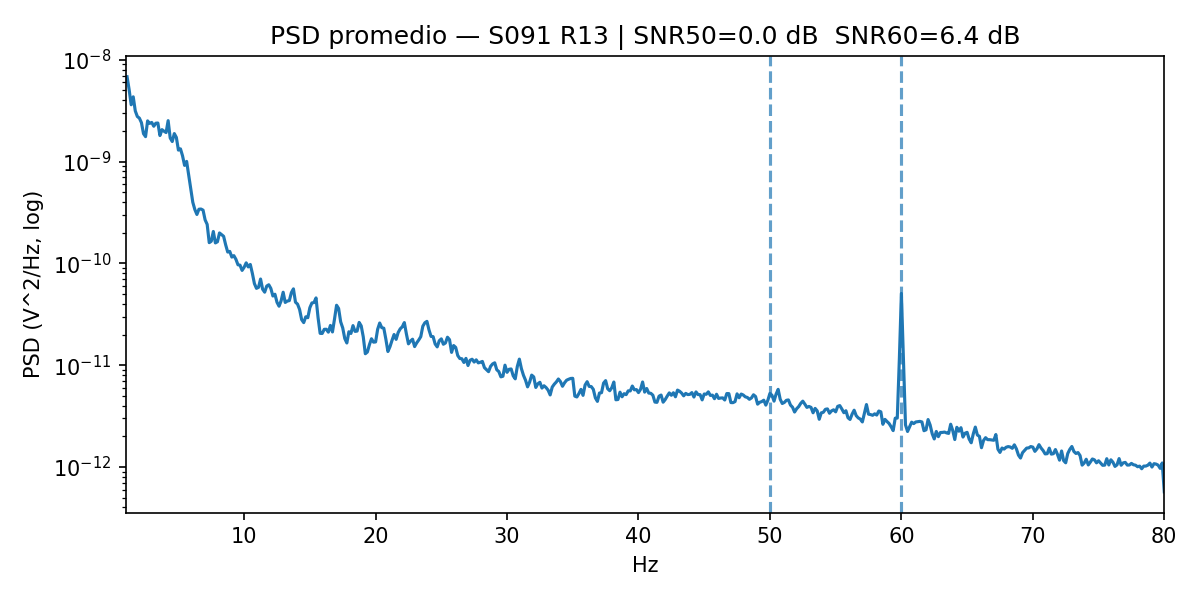 PSD promedio — S091 R13 | SNR50=0.0 dB  SNR60=6.4 dB
PSD (V^2/Hz, log)
10⁻⁸
10⁻⁹
10⁻¹⁰
10⁻¹¹
10⁻¹²
10 20 30 40 50 60 70 80
Hz